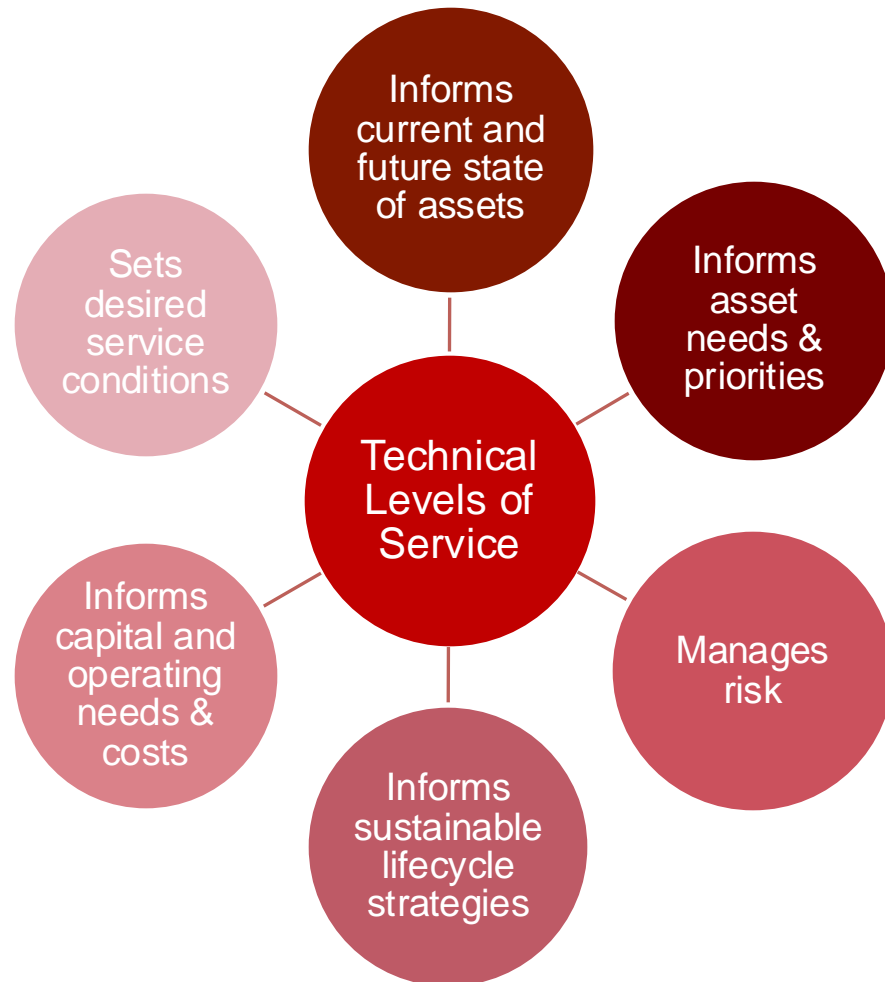 Informs
current and
future state
of assets
Informs
asset
needs &
priorities
Manages
risk
Informs
sustainable
lifecycle
strategies
Informs
capital and
operating
needs &
costs
Sets
desired
service
conditions
Technical
Levels of
Service